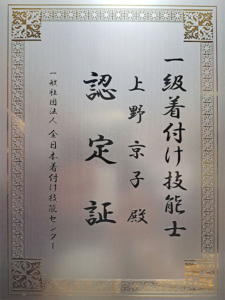 一級着付け技能士
上野京子殿
認定証
一般社団法人 全日本着付け技能センター